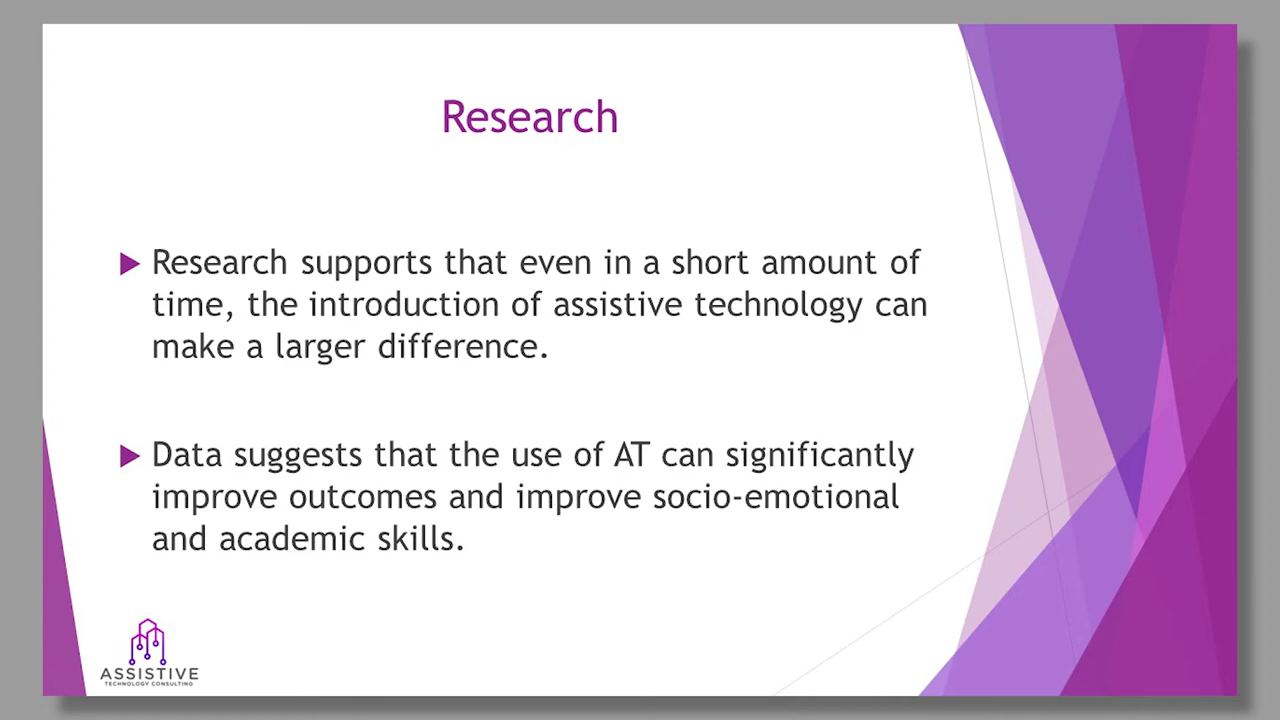 Research
Research supports that even in a short amount of
time, the introduction of assistive technology can
make a larger difference.
Data suggests that the use of AT can significantly
improve outcomes and improve socio-emotional
and academic skills.
ASSISTIVE
TECHNOLOGY CONSULTING